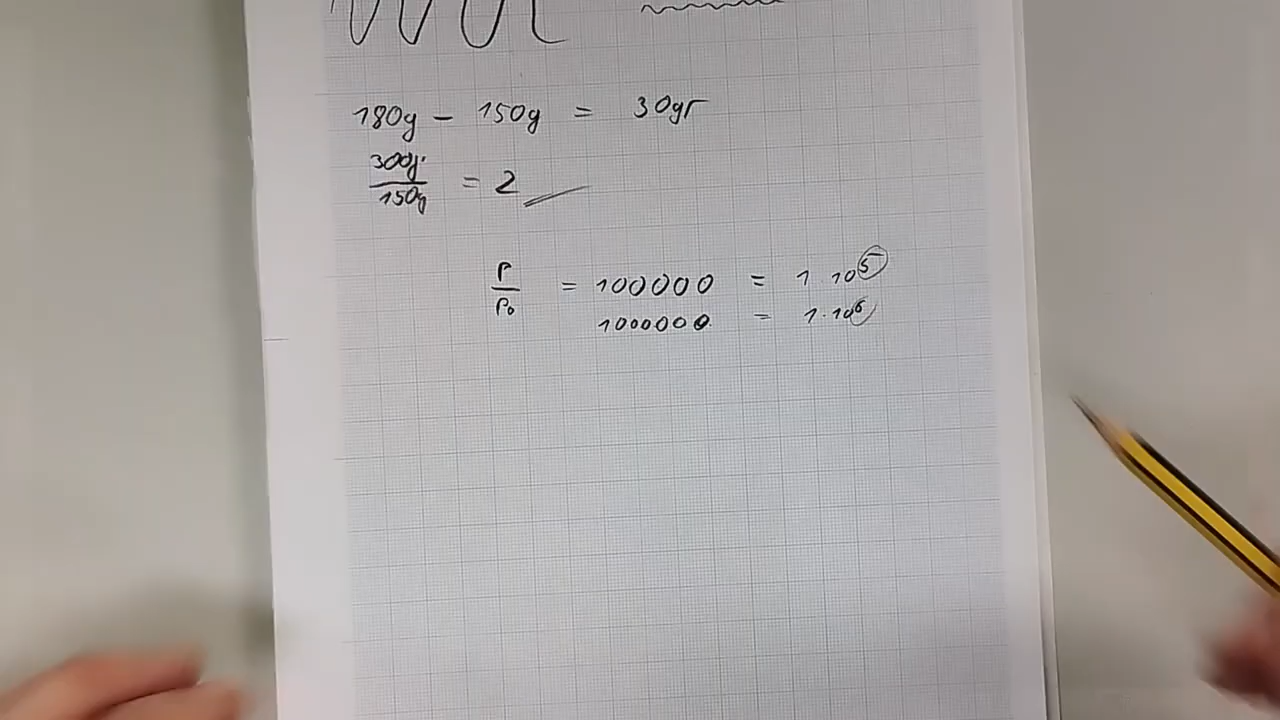 180g - 150g = 30gr
300g / 150g = 2
p / p₀ = 100000 = 1 · 10⁵
1000000 = 1 · 10⁶